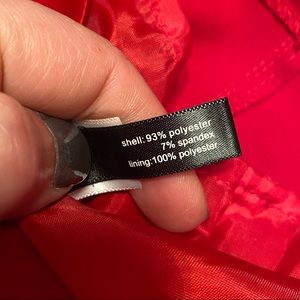 shell: 93% polyester
7% spandex
lining:100% polyester